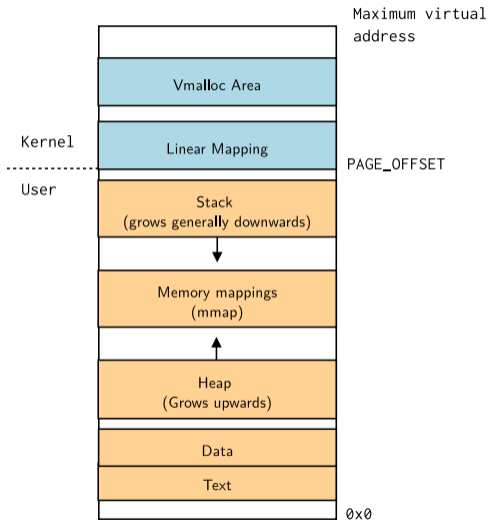 Maximum virtual
address
Vmalloc Area
Kernel
Linear Mapping
PAGE_OFFSET
User
Stack
(grows generally downwards)
Memory mappings
(mmap)
Heap
(Grows upwards)
Data
Text
0x0